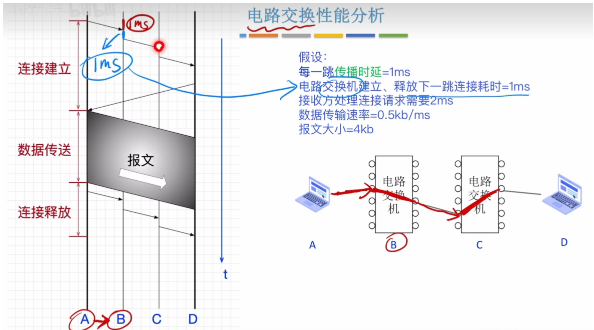 电路交换性能分析
1ms
1ms
连接建立
数据传送
连接释放
报文
t
A
B
C
D
假设：
每一跳传播时延=1ms
电路交换机建立、释放下一跳连接耗时=1ms
接收方处理连接请求需要2ms
数据传输速率=0.5kb/ms
报文大小=4kb
电路
交换
机
电路
交换
机
A
B
C
D